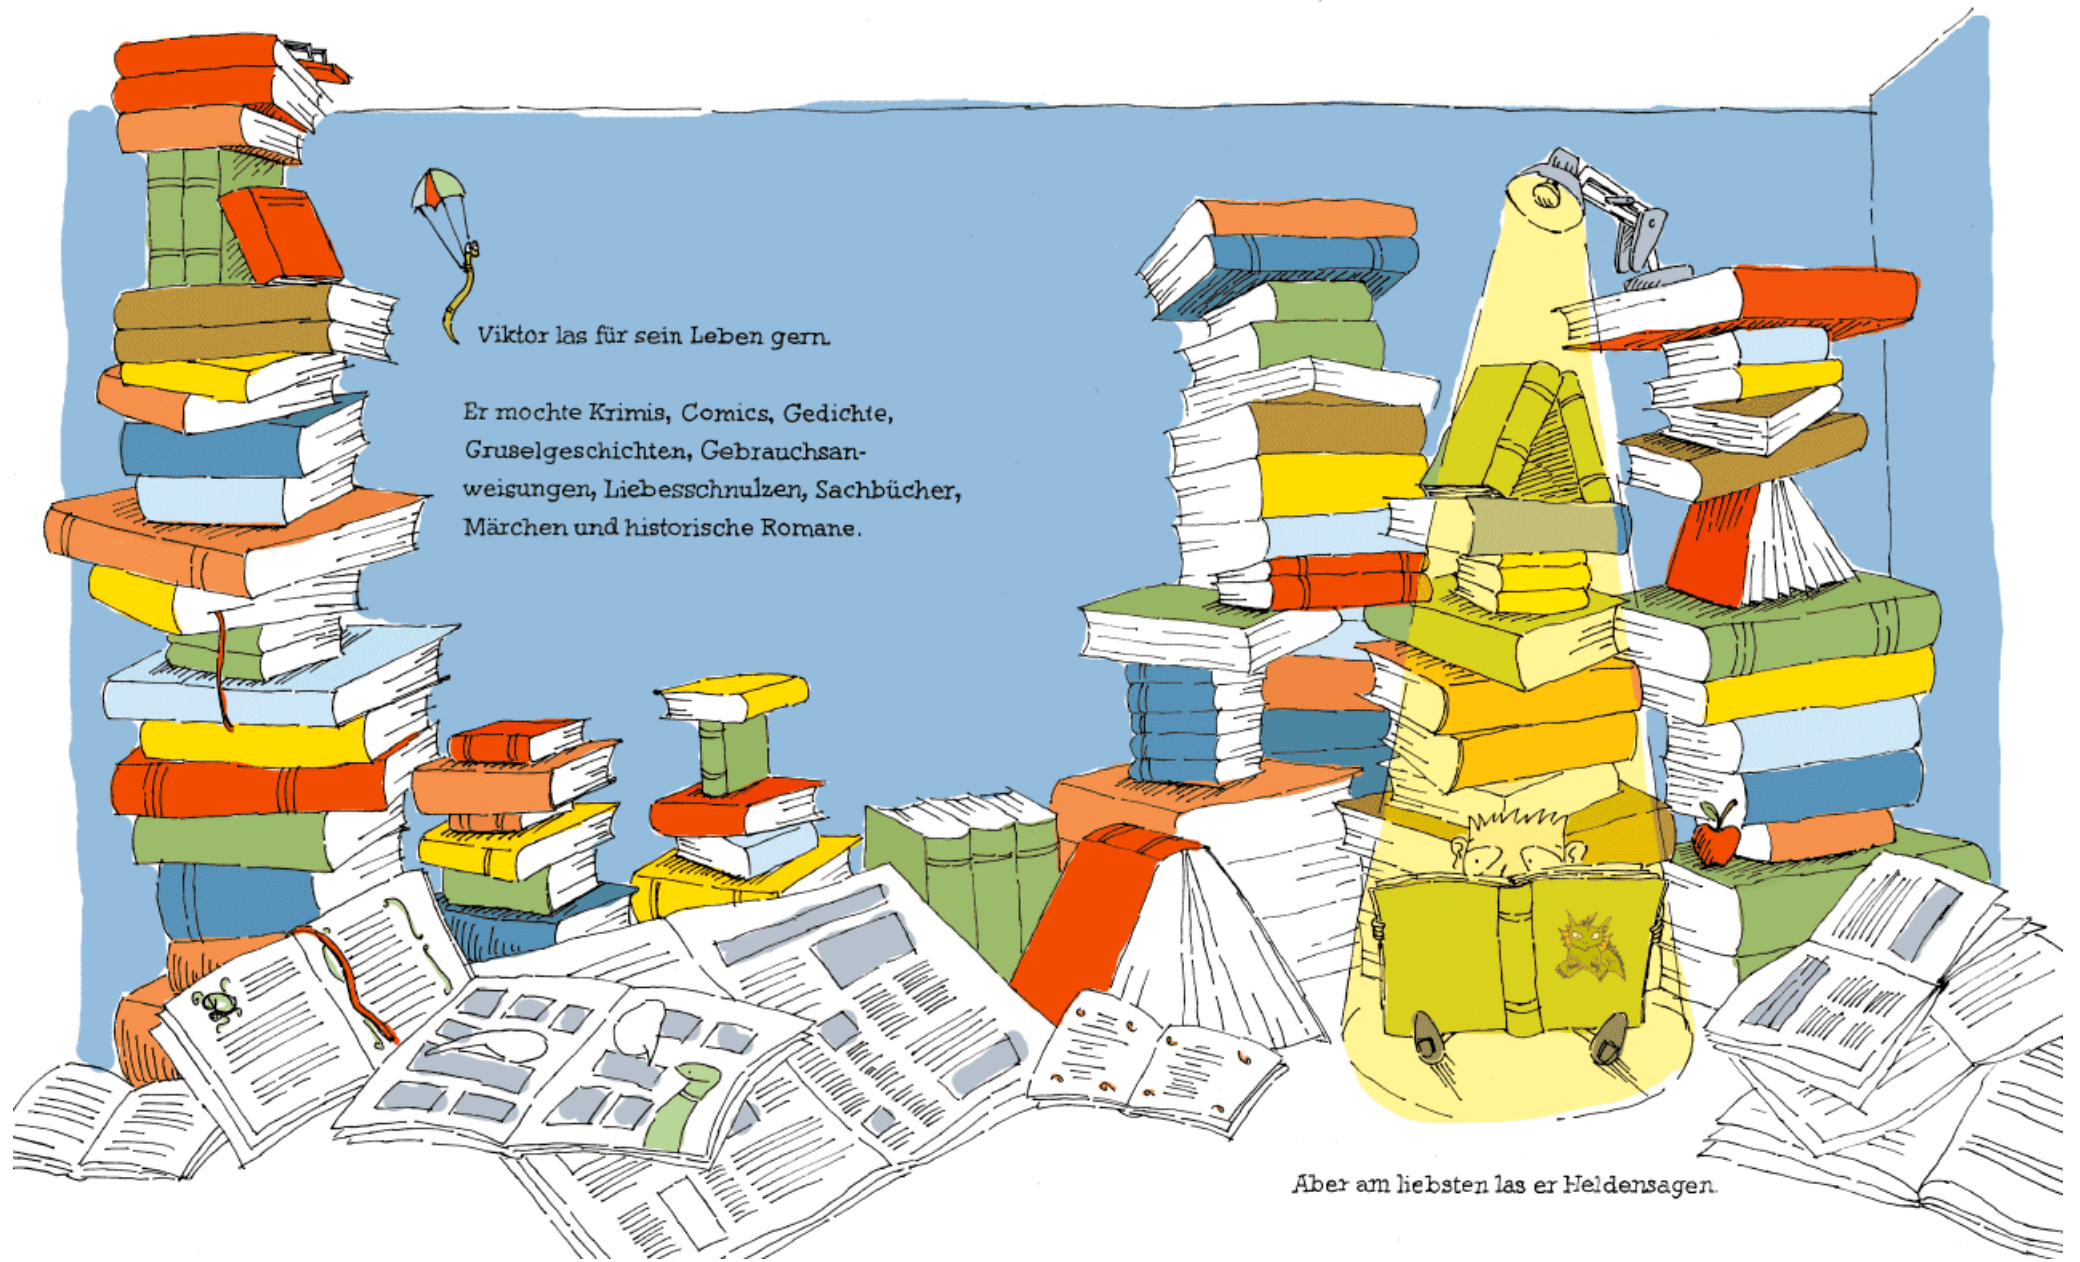 Viktor las für sein Leben gern.
Er mochte Krimis, Comics, Gedichte,
Gruselgeschichten, Gebrauchsan-
weisungen, Liebesschnulzen, Sachbücher,
Märchen und historische Romane.
Aber am liebsten las er Heldensagen.